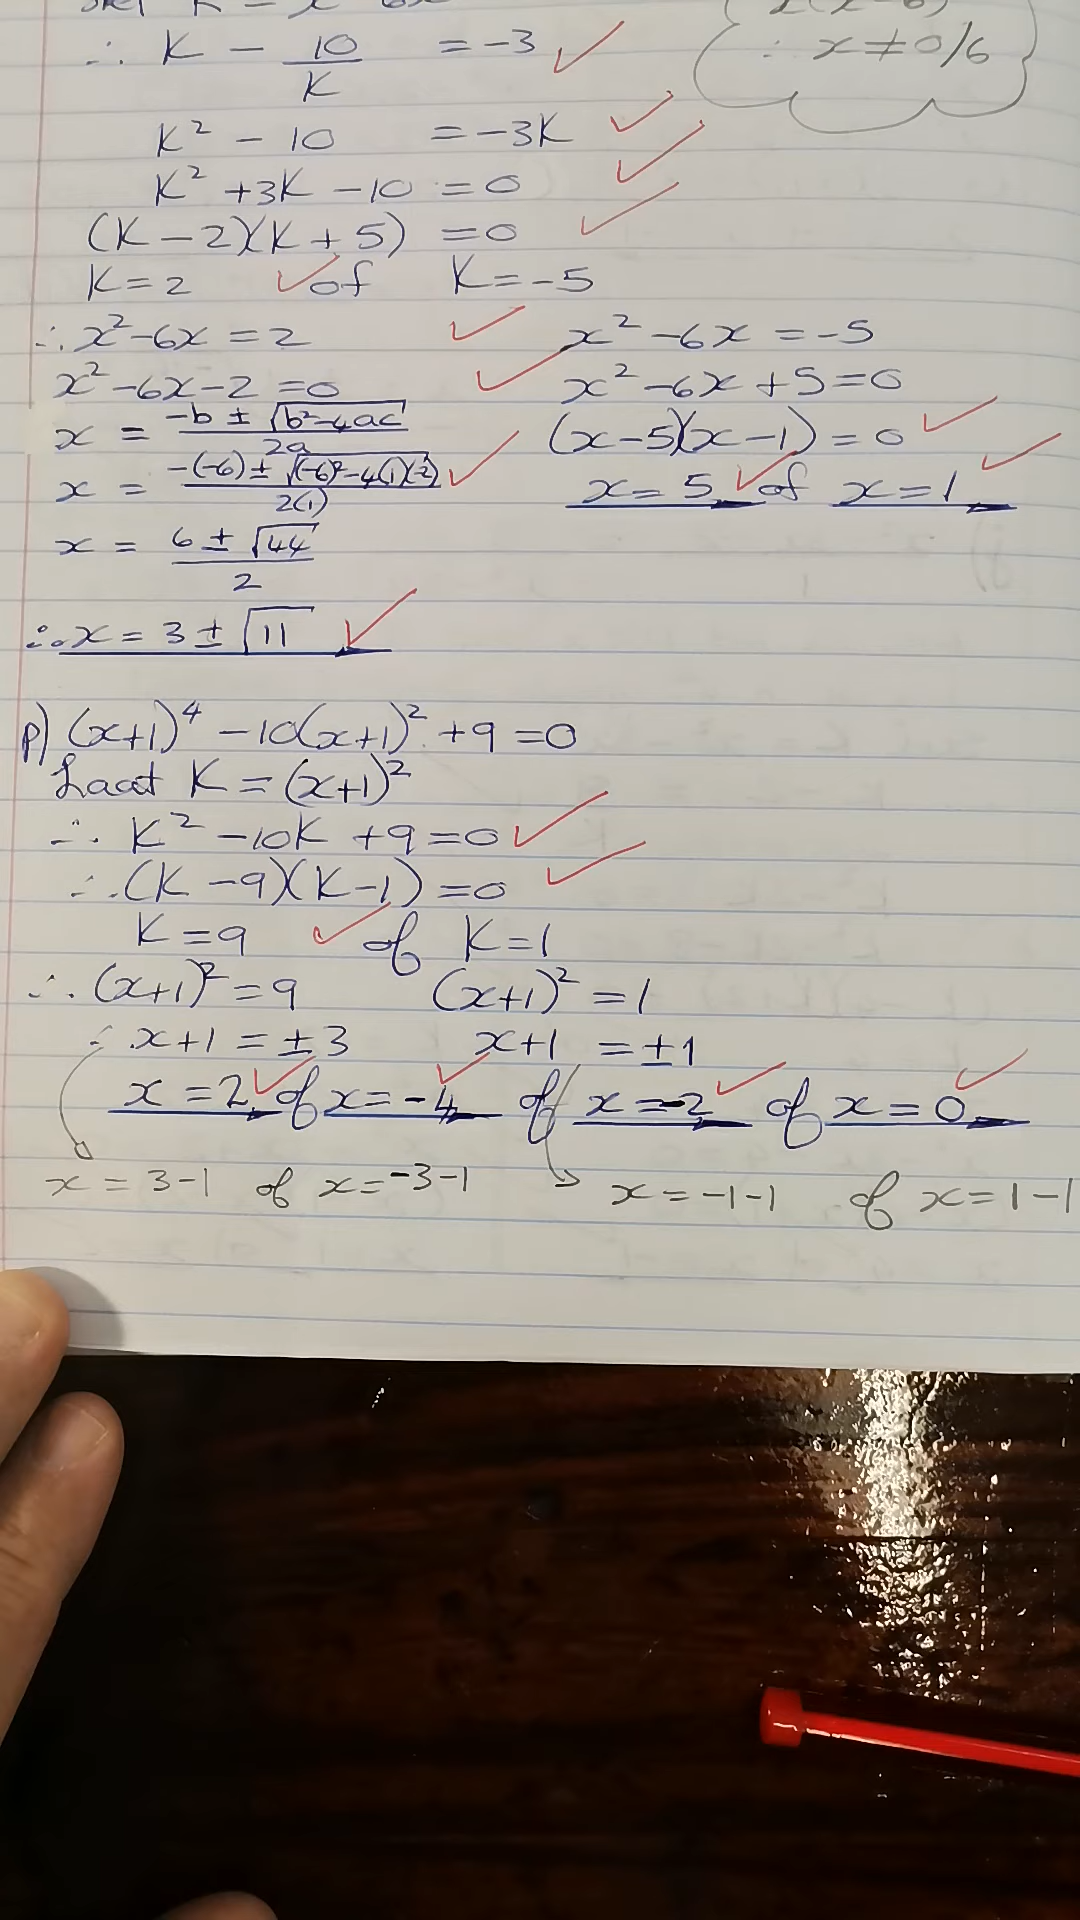 ∴ K - 10/K = -3
∴ x ≠ 0/6
K² - 10 = -3K
K² + 3K - 10 = 0
(K - 2)(K + 5) = 0
K = 2 of K = -5
∴ x² - 6x = 2 x² - 6x = -5
x² - 6x - 2 = 0 x² - 6x + 5 = 0
x = (-b ± √(b² - 4ac))/2a (x - 5)(x - 1) = 0
x = (-(-6) ± √((-6)² - 4(1)(-2)))/2(1) x = 5 of x = 1
x = (6 ± √44)/2
∴ x = 3 ± √11
p) (x+1)⁴ - 10(x+1)² + 9 = 0
Laat K = (x+1)²
∴ K² - 10K + 9 = 0
∴ (K - 9)(K - 1) = 0
K = 9 of K = 1
∴ (x+1)² = 9 (x+1)² = 1
∴ x+1 = ±3 x+1 = ±1
x = 2 of x = -4 of x = -2 of x = 0
x = 3 - 1 of x = -3 - 1 x = -1 - 1 of x = 1 - 1